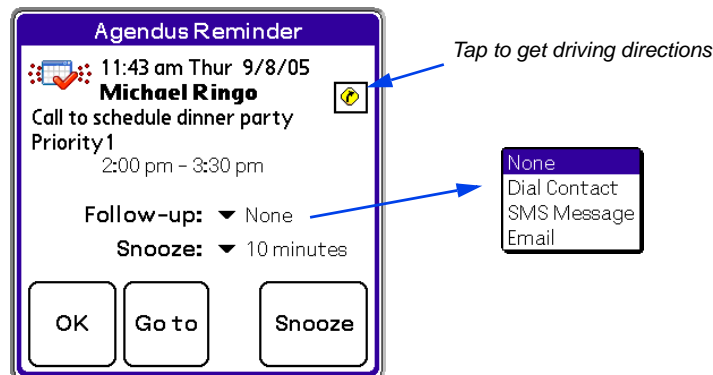 Agendus Reminder
11:43 am Thur 9/8/05
Michael Ringo
Call to schedule dinner party
Priority 1
2:00 pm – 3:30 pm
Follow-up: None
Snooze: 10 minutes
OK
Go to
Snooze
Tap to get driving directions
None
Dial Contact
SMS Message
Email